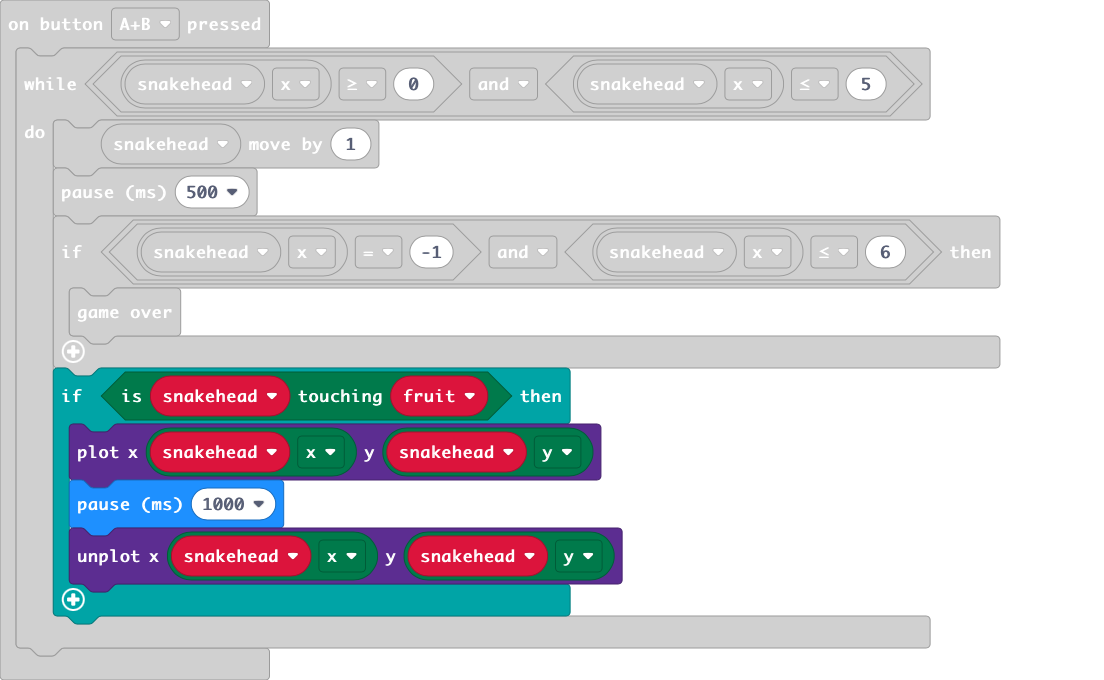 on button A+B pressed
while snakehead x ≥ 0 and snakehead x ≤ 5
do
snakehead move by 1
pause (ms) 500
if snakehead x = -1 and snakehead x ≤ 6 then
game over
if is snakehead touching fruit then
plot x snakehead x y snakehead y
pause (ms) 1000
unplot x snakehead x y snakehead y